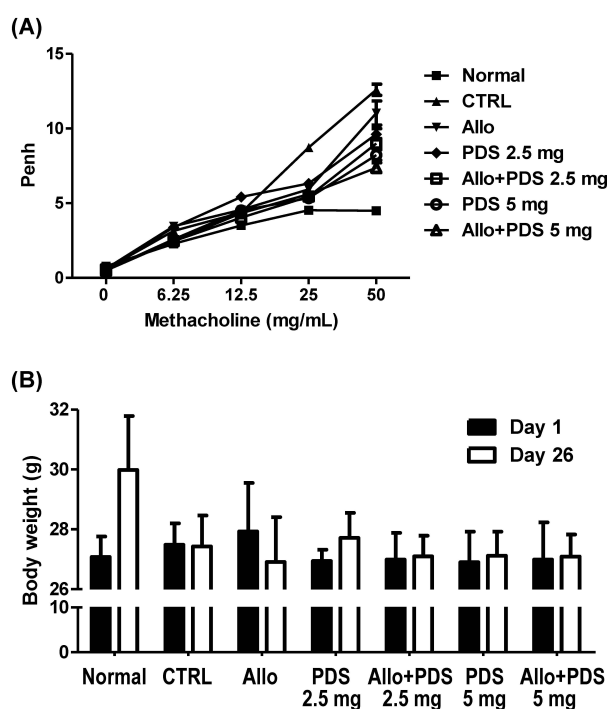 (A)
15
10
5
0
Penh
0 6.25 12.5 25 50
Methacholine (mg/mL)
Normal
CTRL
Allo
PDS 2.5 mg
Allo+PDS 2.5 mg
PDS 5 mg
Allo+PDS 5 mg
(B)
32
30
28
26
10
0
Body weight (g)
Day 1
Day 26
Normal CTRL Allo PDS Allo+PDS PDS Allo+PDS
2.5 mg 2.5 mg 5 mg 5 mg